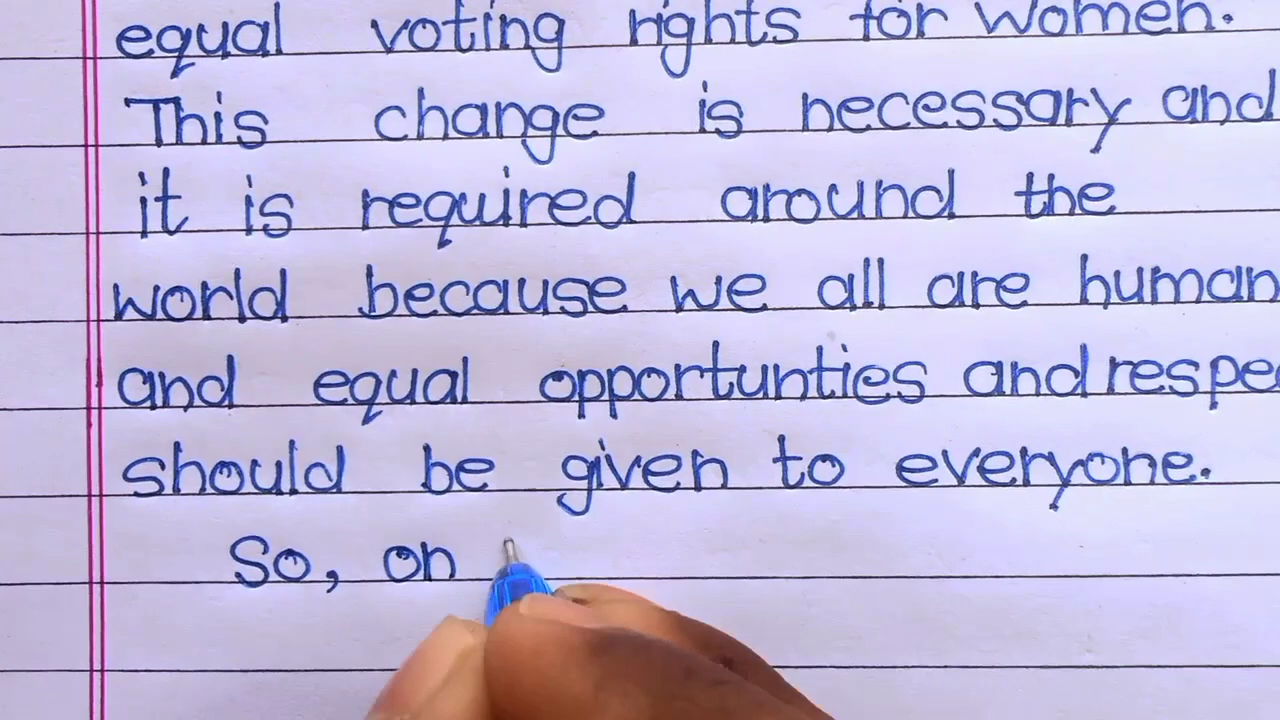 equal voting rights for women.
This change is necessary and
it is required around the
world because we all are human
and equal opportunties and respe
should be given to everyone.
So, on